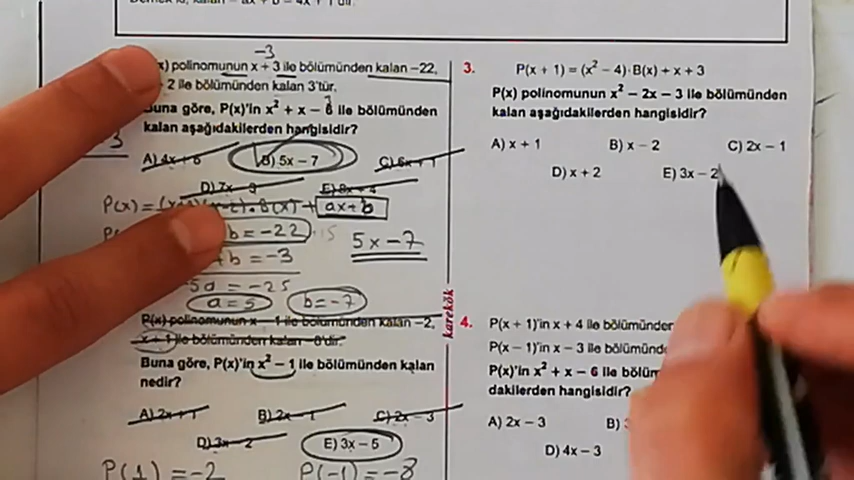 polinomunun x + 3 ile bölümünden kalan −22,
−3
2 ile bölümünden kalan 3'tür.
Buna göre, P(x)'in x² + x − 6 ile bölümünden
kalan aşağıdakilerden hangisidir?
3
A) 4x + 6 B) 5x − 7 C) 6x + 1
D) 7x − 3 E) 8x + 4
P(x) = B(x) + ax+b
b = −22
b = −3
5x − 7
5a = −25
a = 5 b = −7
P(x) polinomunun x − 1 ile bölümünden kalan −2,
x + 1 ile bölümünden kalan −8'dir.
Buna göre, P(x)'in x² − 1 ile bölümünden kalan
nedir?
A) 2x + 1 B) 2x − 1 C) 2x − 3
D) 3x − 2 E) 3x − 5
P(1) = −2 P(−1) = −8
karekök
3. P(x + 1) = (x² − 4)·B(x) + x + 3
P(x) polinomunun x² − 2x − 3 ile bölümünden
kalan aşağıdakilerden hangisidir?
A) x + 1 B) x − 2 C) 2x − 1
D) x + 2 E) 3x − 2
4. P(x + 1)'in x + 4 ile bölümünden
P(x − 1)'in x − 3 ile
P(x)'in x² + x − 6 ile
dakilerden hangisidir?
A) 2x − 3 B)
D) 4x − 3